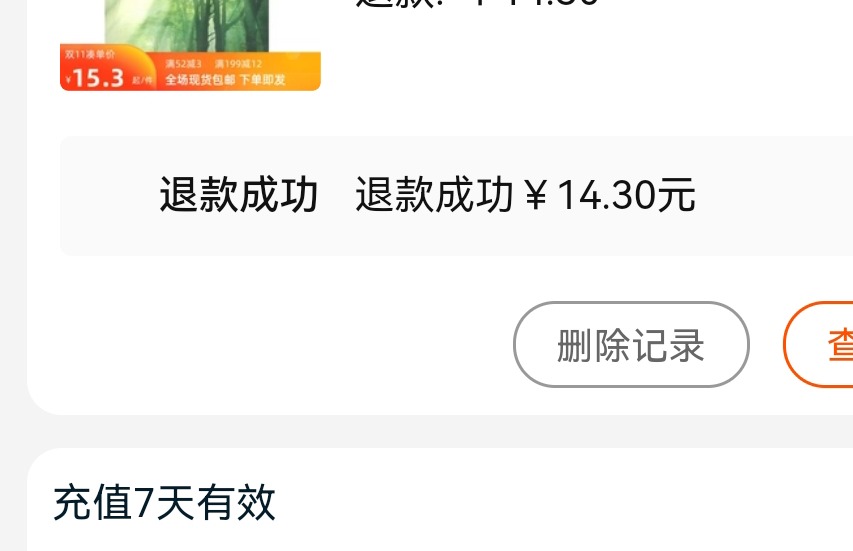 双11凑单价
满52减3 满199减12
¥15.3 起/件
全场现货包邮 下单即发
退款成功 退款成功¥14.30元
删除记录
充值7天有效